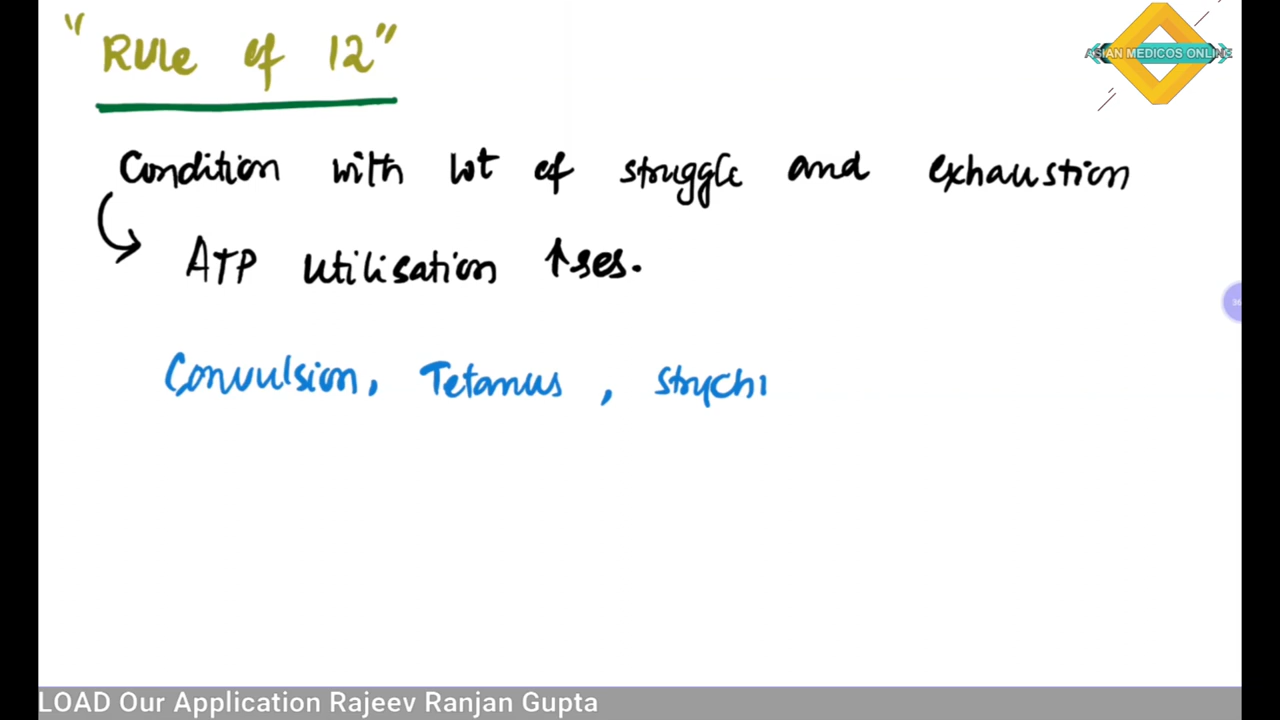 "Rule of 12"
ASIAN MEDICOS ONLINE
Condition with lot of struggle and exhaustion
ATP utilisation ↑ses.
36
Convulsion, Tetanus, strychi
LOAD Our Application Rajeev Ranjan Gupta